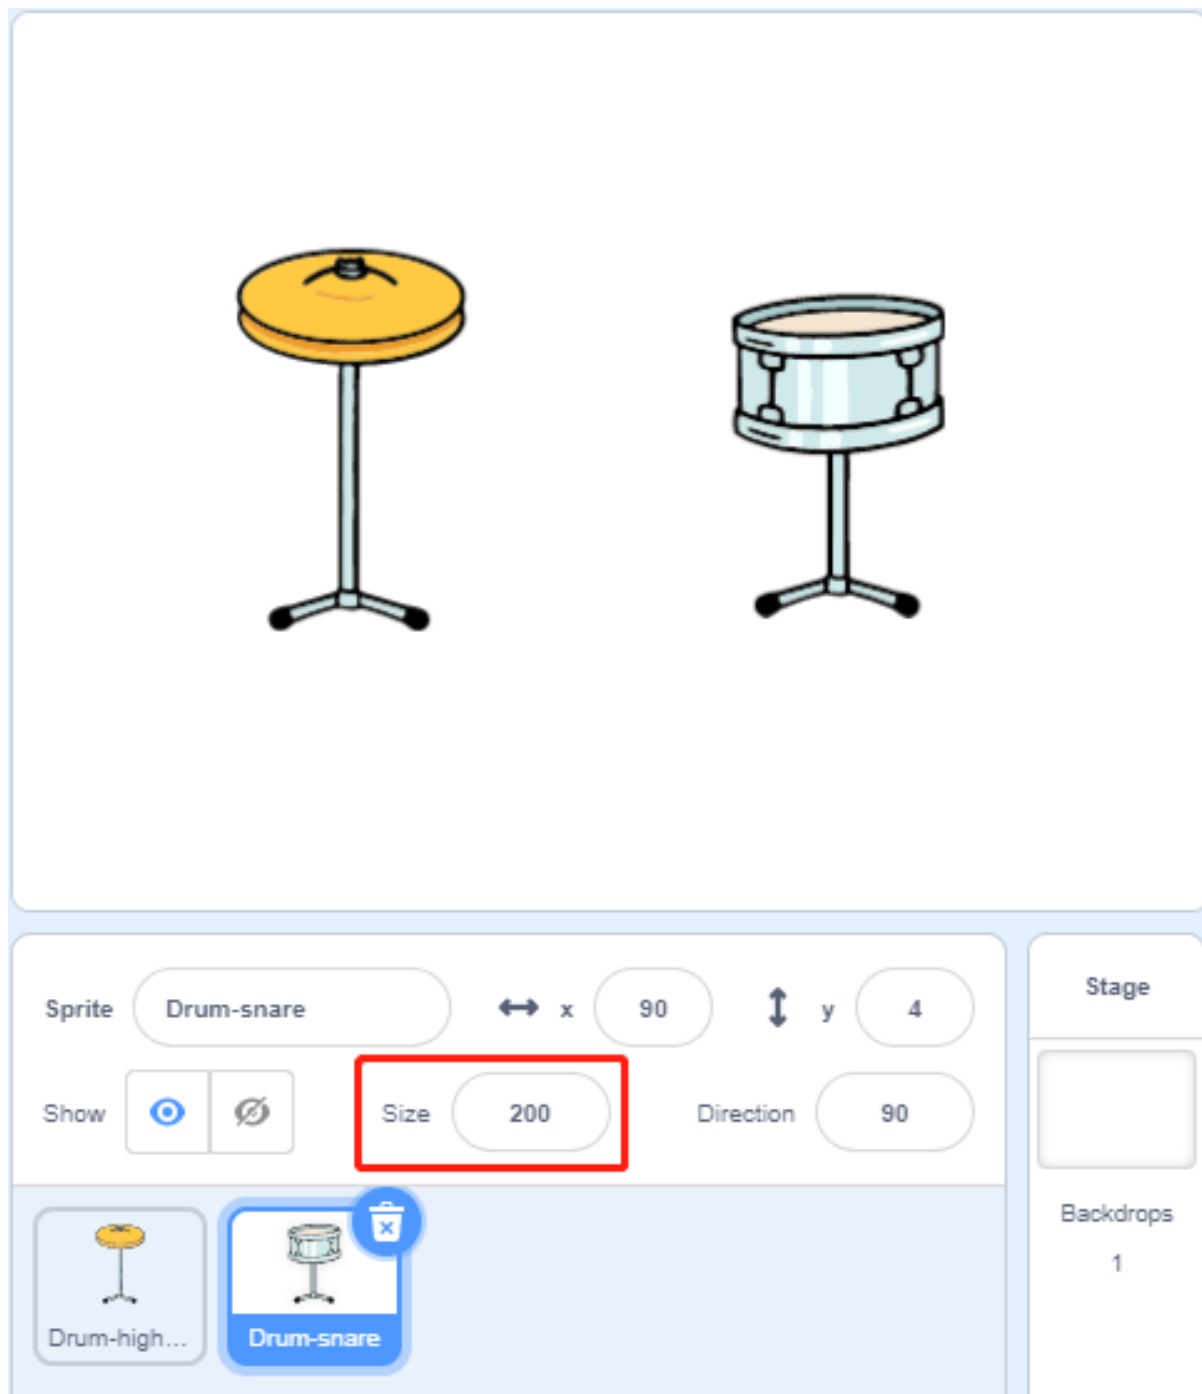 Sprite Drum-snare x 90 y 4
Show Size 200 Direction 90
Drum-high...
Drum-snare
Stage
Backdrops
1